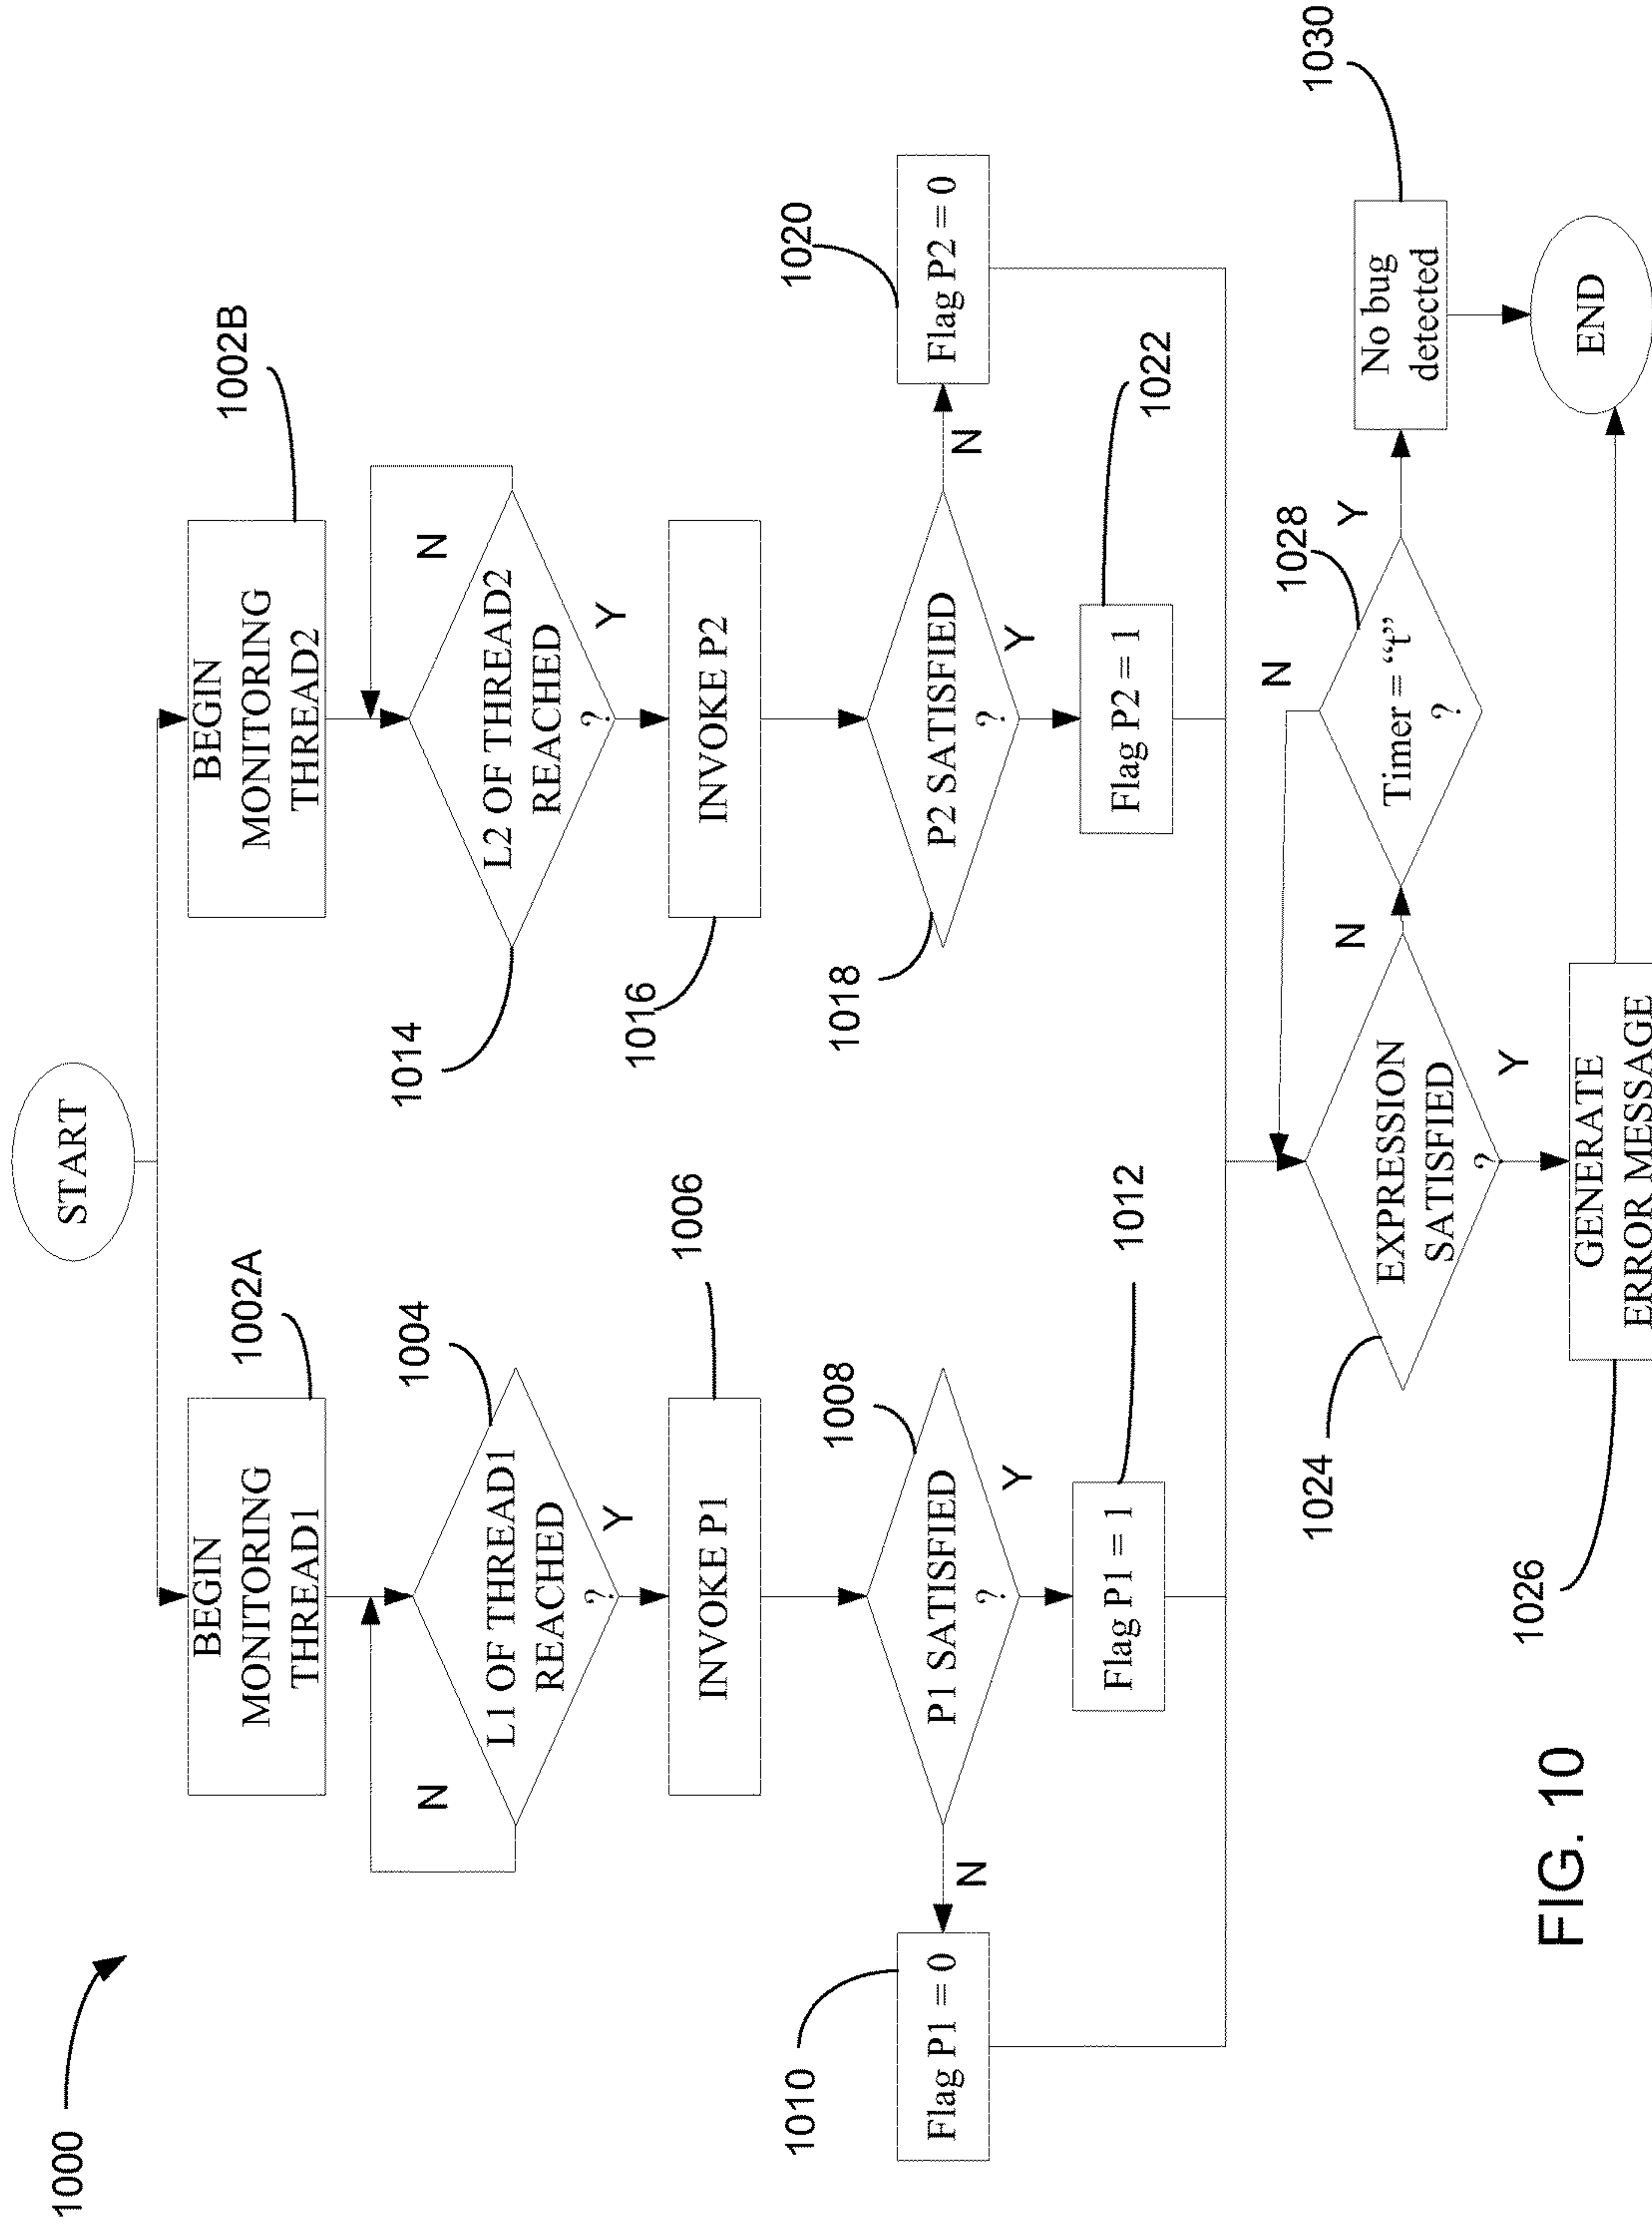 1000
START
BEGIN
MONITORING
THREAD1
1002A
BEGIN
MONITORING
THREAD2
1002B
N
L1 OF THREAD1
REACHED
?
1004
Y
1014
L2 OF THREAD2
REACHED
?
N
Y
INVOKE P1
1006
1016
INVOKE P2
1010
Flag P1 = 0
N
P1 SATISFIED
?
1008
Y
1018
P2 SATISFIED
?
Y
N
1020
Flag P2 = 0
Flag P1 = 1
1012
Flag P2 = 1
1022
1024
EXPRESSION
SATISFIED
?
N
Y
N
Timer = “t”
?
1028
Y
No bug
detected
1030
1026
GENERATE
ERROR MESSAGE
END
FIG. 10